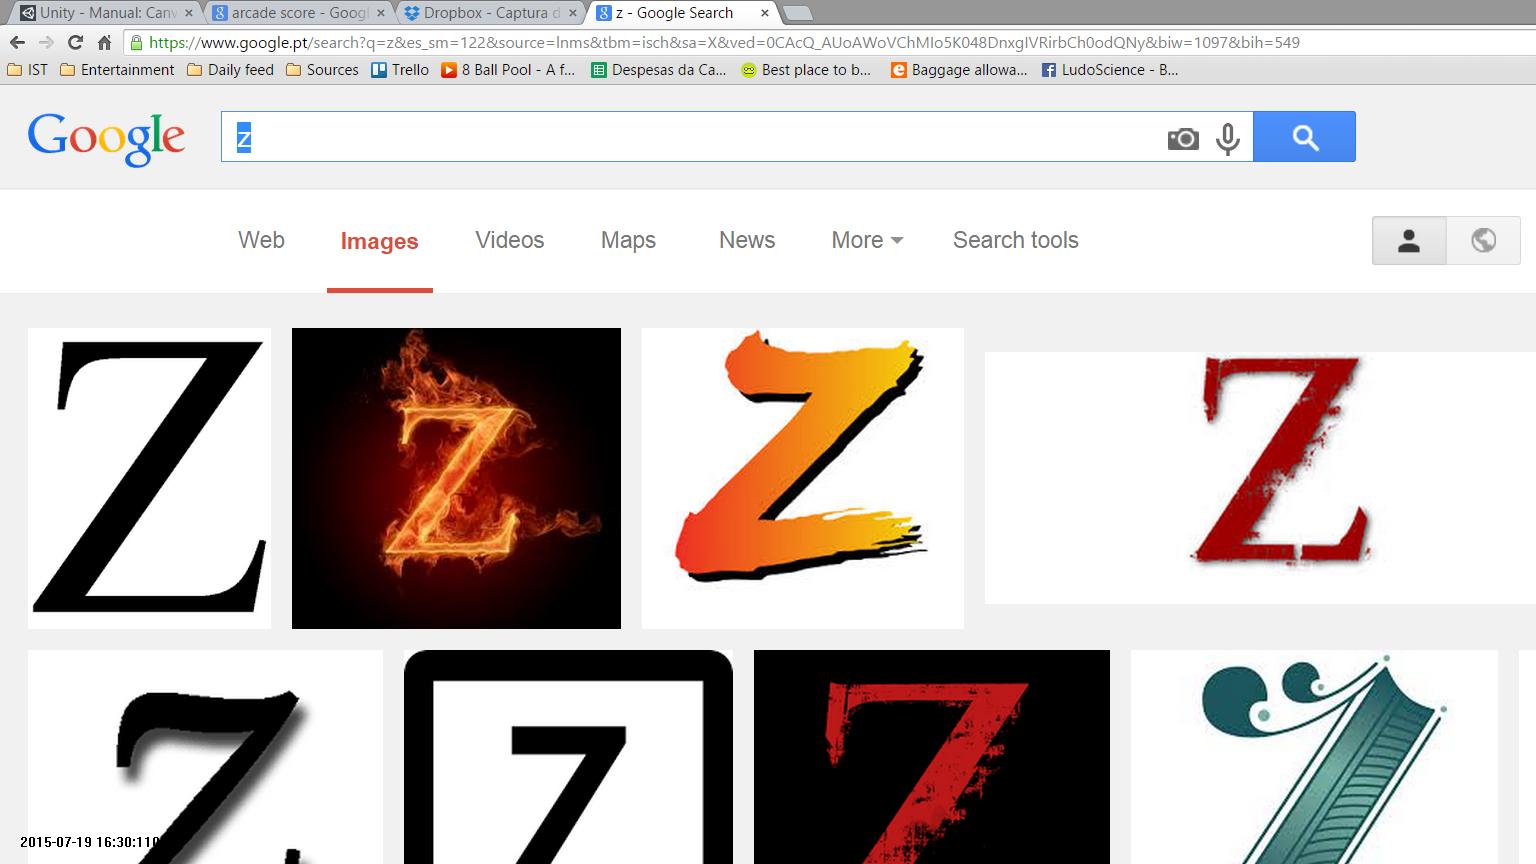 Unity - Manual: Canv
arcade score - Googl
Dropbox - Captura d
z - Google Search
https://www.google.pt/search?q=z&es_sm=122&source=lnms&tbm=isch&sa=X&ved=0CAcQ_AUoAWoVChMIo5K048DnxgIVRirbCh0odQNy&biw=1097&bih=549
IST Entertainment Daily feed Sources Trello 8 Ball Pool - A f... Despesas da Ca... Best place to b... Baggage allowa... LudoScience - B...
Google
z
Web Images Videos Maps News More Search tools
Z Z Z Z
Z Z Z Z
2015-07-19 16:30:110